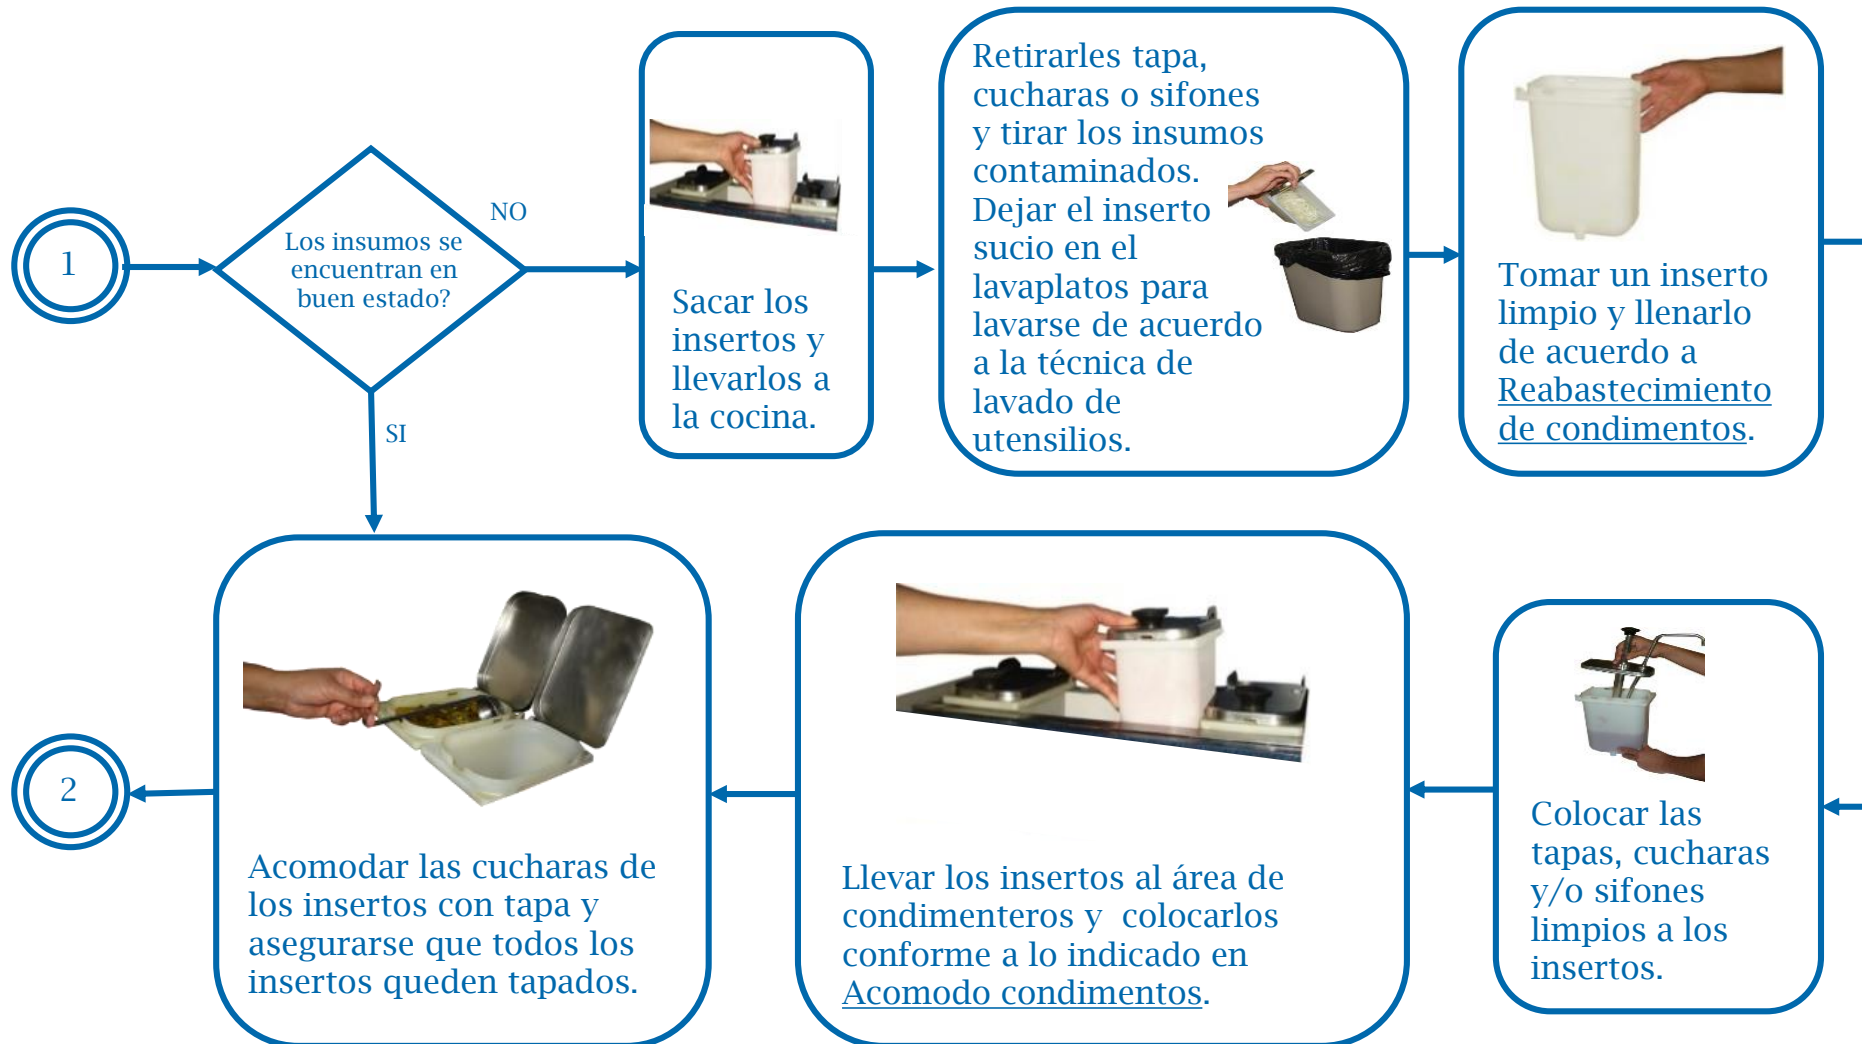 1
Los insumos se
encuentran en
buen estado?
NO
SI
Sacar los
insertos y
llevarlos a
la cocina.
Retirarles tapa,
cucharas o sifones
y tirar los insumos
contaminados.
Dejar el inserto
sucio en el
lavaplatos para
lavarse de acuerdo
a la técnica de
lavado de
utensilios.
Tomar un inserto
limpio y llenarlo
de acuerdo a
Reabastecimiento
de condimentos.
Colocar las
tapas, cucharas
y/o sifones
limpios a los
insertos.
Llevar los insertos al área de
condimenteros y  colocarlos
conforme a lo indicado en
Acomodo condimentos.
Acomodar las cucharas de
los insertos con tapa y
asegurarse que todos los
insertos queden tapados.
2